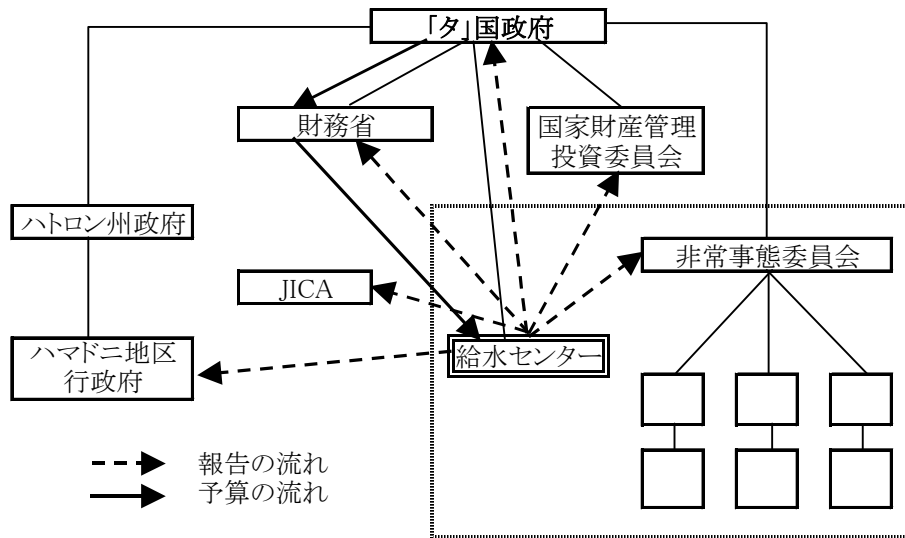 「タ」国政府
財務省
国家財産管理
投資委員会
ハトロン州政府
非常事態委員会
JICA
給水センター
ハマドニ地区
行政府
報告の流れ
予算の流れ